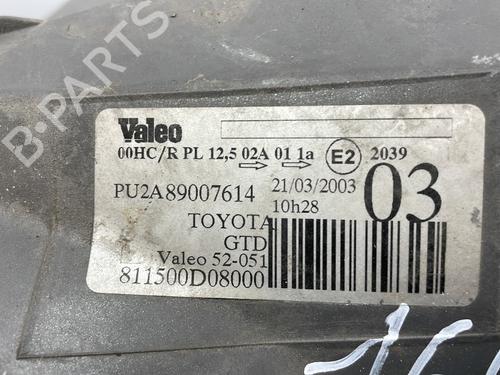 B-PARTS
Valeo
00HC/R PL 12,5 02A 01 1a E2 2039
PU2A89007614 21/03/2003 03
10h28
TOYOTA
GTD
Valeo 52-051
811500D08000